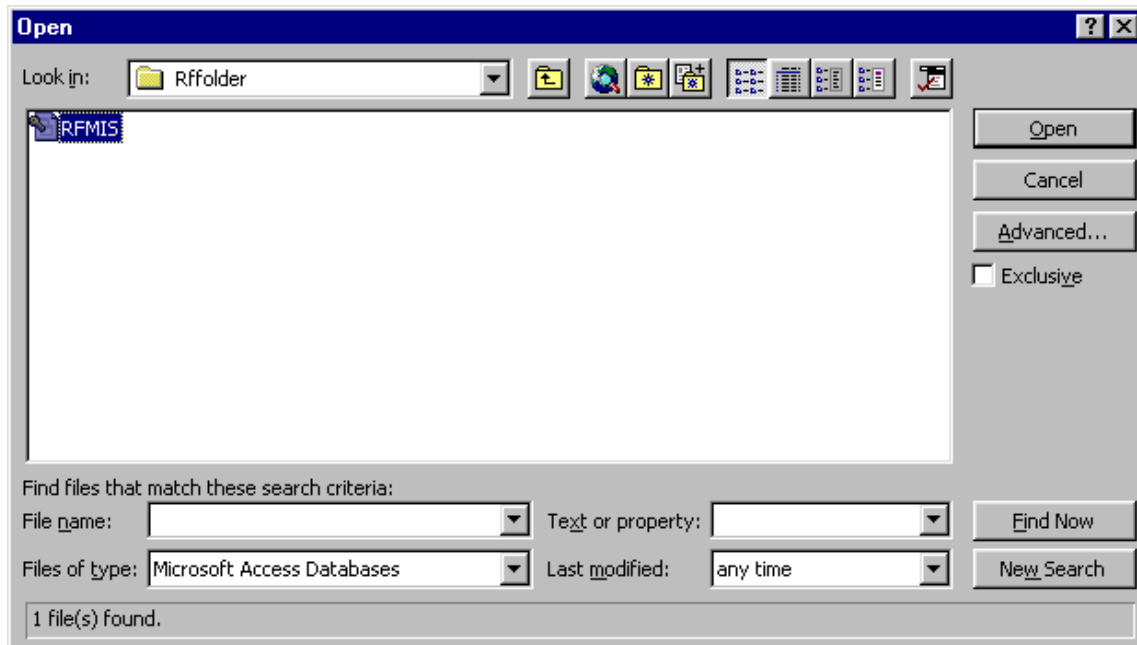 Open
Look in: Rffolder
RFMIS
Open
Cancel
Advanced...
Exclusive
Find files that match these search criteria:
File name: Text or property: Find Now
Files of type: Microsoft Access Databases Last modified: any time New Search
1 file(s) found.